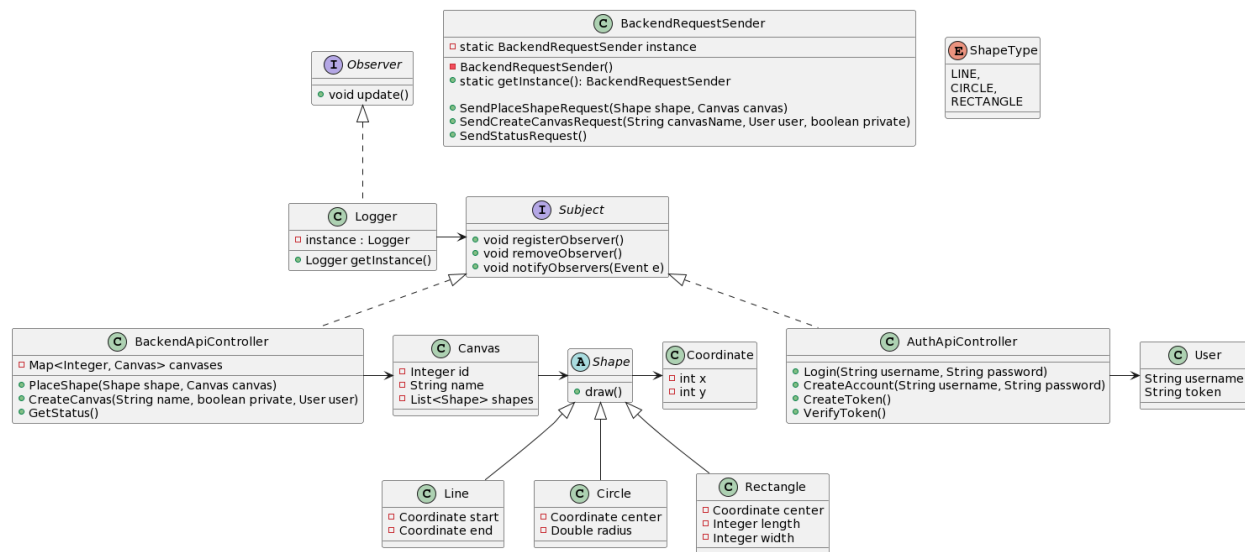 C BackendRequestSender
static BackendRequestSender instance
BackendRequestSender()
static getInstance(): BackendRequestSender
SendPlaceShapeRequest(Shape shape, Canvas canvas)
SendCreateCanvasRequest(String canvasName, User user, boolean private)
SendStatusRequest()
E ShapeType
LINE,
CIRCLE,
RECTANGLE
I Observer
void update()
C Logger
instance : Logger
Logger getInstance()
I Subject
void registerObserver()
void removeObserver()
void notifyObservers(Event e)
C BackendApiController
Map<Integer, Canvas> canvases
PlaceShape(Shape shape, Canvas canvas)
CreateCanvas(String name, boolean private, User user)
GetStatus()
C Canvas
Integer id
String name
List<Shape> shapes
A Shape
draw()
C Coordinate
int x
int y
C AuthApiController
Login(String username, String password)
CreateAccount(String username, String password)
CreateToken()
VerifyToken()
C User
String username
String token
C Line
Coordinate start
Coordinate end
C Circle
Coordinate center
Double radius
C Rectangle
Coordinate center
Integer length
Integer width